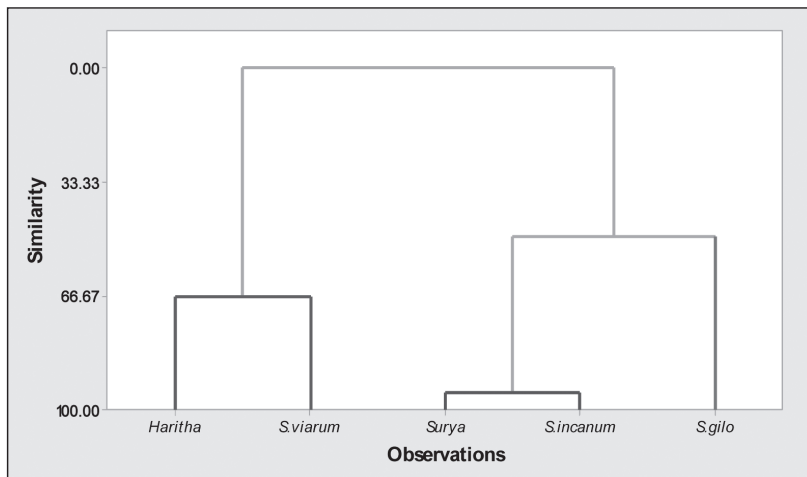 Similarity
0.00
33.33
66.67
100.00
Haritha S.viarum Surya S.incanum S.gilo
Observations